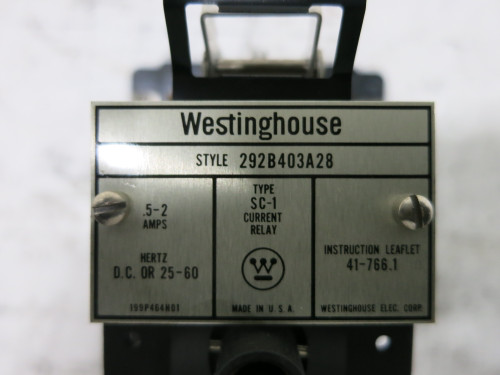 Westinghouse
STYLE 292B403A28
.5-2
AMPS
HERTZ
D.C. OR 25-60
199P464H01
TYPE
SC-1
CURRENT
RELAY
W
MADE IN U.S.A.
INSTRUCTION LEAFLET
41-766.1
WESTINGHOUSE ELEC. CORP.